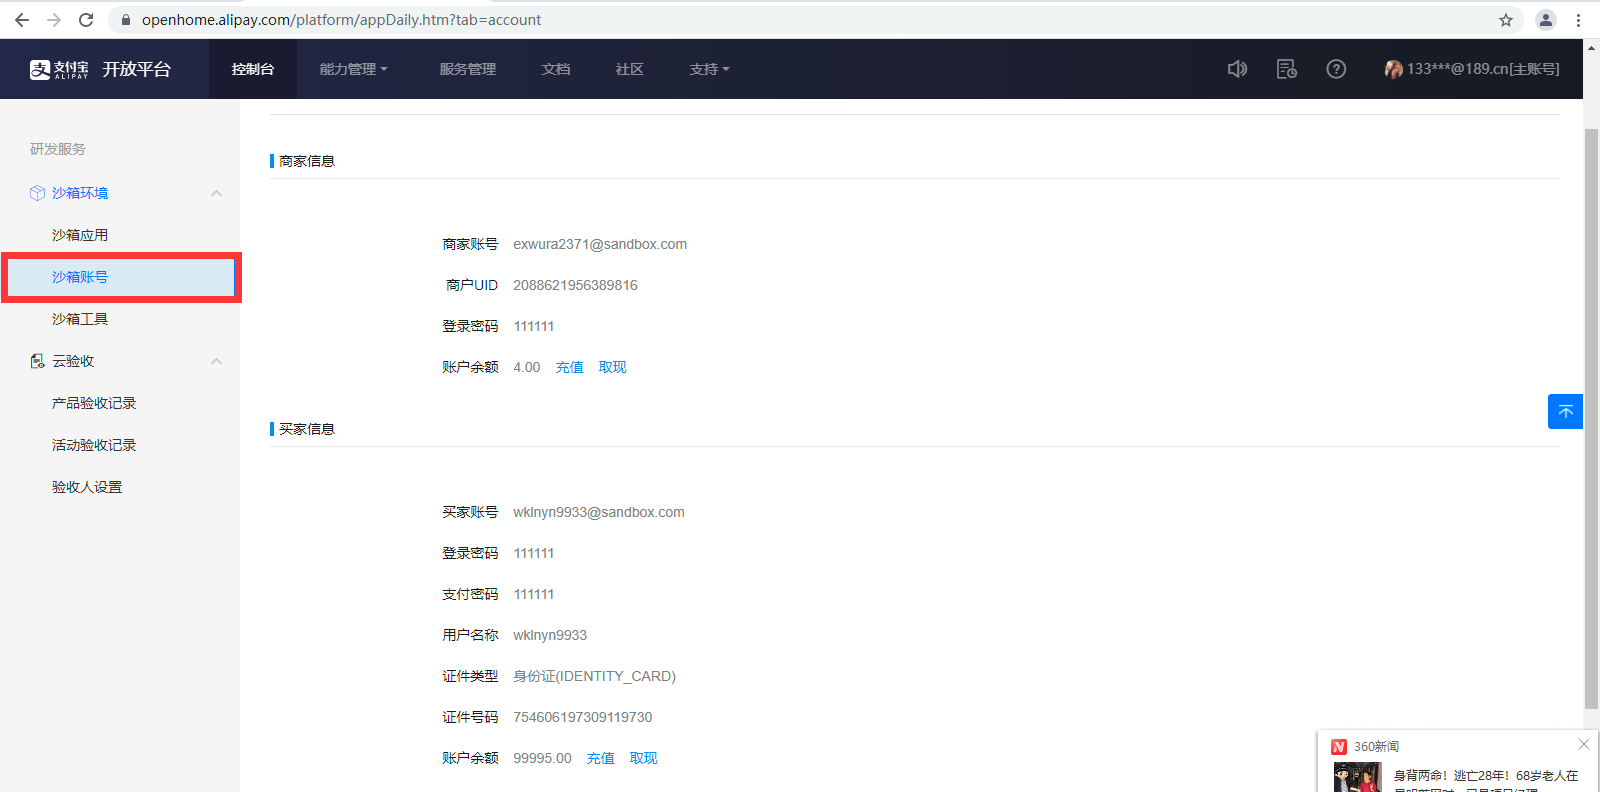 openhome.alipay.com/platform/appDaily.htm?tab=account
支 支付宝 ALIPAY 开放平台 控制台 能力管理 服务管理 文档 社区 支持 133***@189.cn[主账号]
研发服务
沙箱环境
沙箱应用
沙箱账号
沙箱工具
云验收
产品验收记录
活动验收记录
验收人设置
商家信息
商家账号 exwura2371@sandbox.com
商户UID 2088621956389816
登录密码 111111
账户余额 4.00 充值 取现
买家信息
买家账号 wklnyn9933@sandbox.com
登录密码 111111
支付密码 111111
用户名称 wklnyn9933
证件类型 身份证(IDENTITY_CARD)
证件号码 754606197309119730
账户余额 99995.00 充值 取现
N 360新闻
身背两命！逃亡28年！68岁老人在